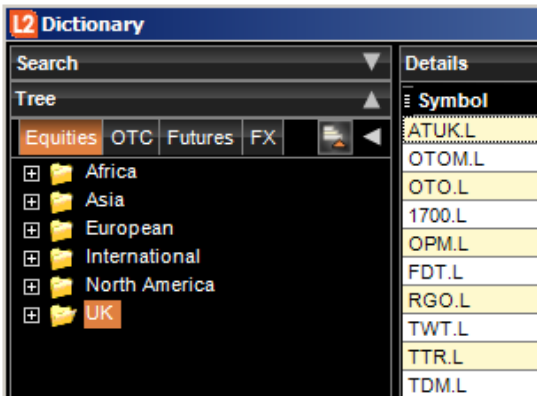 L2 Dictionary
Search
Tree
Equities OTC Futures FX
Africa
Asia
European
International
North America
UK
Details
Symbol
ATUK.L
OTOM.L
OTO.L
1700.L
OPM.L
FDT.L
RGO.L
TWT.L
TTR.L
TDM.L